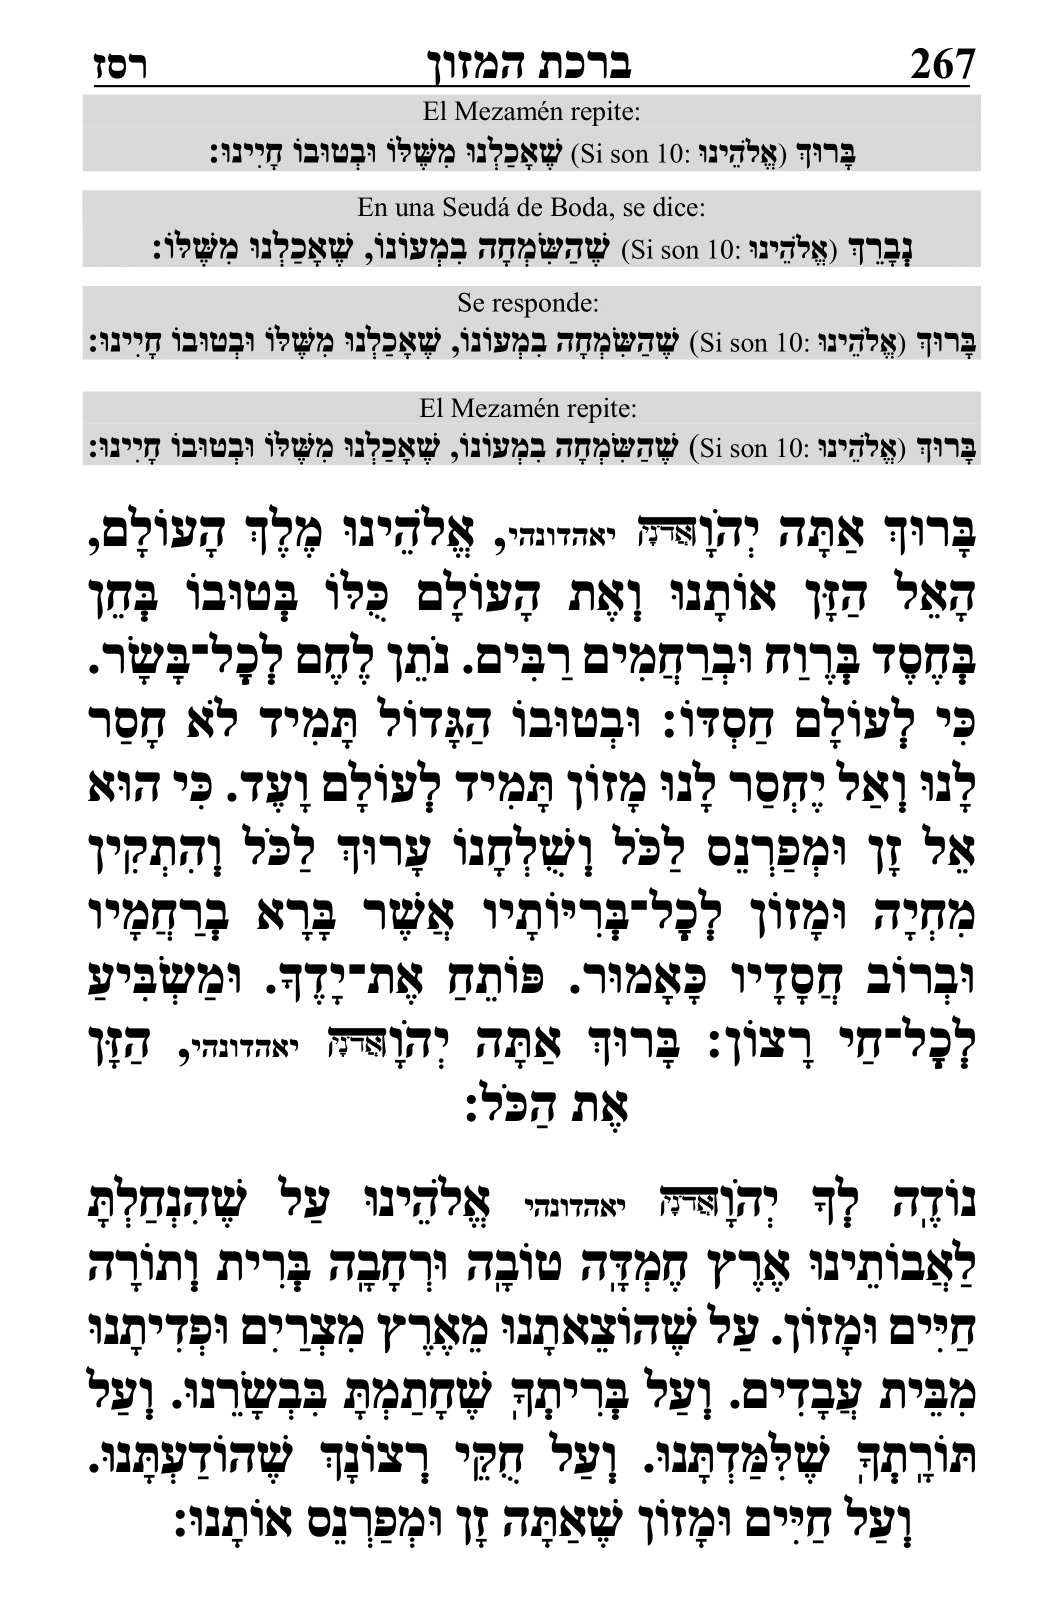 267 ברכת המזון רסז
El Mezamén repite:
בָּרוּךְ (Si son 10: אֱלֹהֵינוּ) שֶׁאָכַלְנוּ מִשֶּׁלּוֹ וּבְטוּבוֹ חָיִינוּ:
En una Seudá de Boda, se dice:
נְבָרֵךְ (Si son 10: אֱלֹהֵינוּ) שֶׁהַשִּׂמְחָה בִמְעוֹנוֹ, שֶׁאָכַלְנוּ מִשֶּׁלּוֹ:
Se responde:
בָּרוּךְ (Si son 10: אֱלֹהֵינוּ) שֶׁהַשִּׂמְחָה בִמְעוֹנוֹ, שֶׁאָכַלְנוּ מִשֶּׁלּוֹ וּבְטוּבוֹ חָיִינוּ:
El Mezamén repite:
בָּרוּךְ (Si son 10: אֱלֹהֵינוּ) שֶׁהַשִּׂמְחָה בִמְעוֹנוֹ, שֶׁאָכַלְנוּ מִשֶּׁלּוֹ וּבְטוּבוֹ חָיִינוּ:
בָּרוּךְ אַתָּה יְהֹוָהאֲדֹנָי יאהדונהי, אֱלֹהֵינוּ מֶלֶךְ הָעוֹלָם,
הָאֵל הַזָּן אוֹתָנוּ וְאֶת הָעוֹלָם כֻּלּוֹ בְּטוּבוֹ בְּחֵן
בְּחֶסֶד בְּרֶוַח וּבְרַחֲמִים רַבִּים. נֹתֵן לֶחֶם לְכָל־בָּשָׂר.
כִּי לְעוֹלָם חַסְדּוֹ: וּבְטוּבוֹ הַגָּדוֹל תָּמִיד לֹא חָסַר
לָנוּ וְאַל יֶחְסַר לָנוּ מָזוֹן תָּמִיד לְעוֹלָם וָעֶד. כִּי הוּא
אֵל זָן וּמְפַרְנֵס לַכֹּל וְשֻׁלְחָנוֹ עָרוּךְ לַכֹּל וְהִתְקִין
מִחְיָה וּמָזוֹן לְכָל־בְּרִיּוֹתָיו אֲשֶׁר בָּרָא בְרַחֲמָיו
וּבְרוֹב חֲסָדָיו כָּאָמוּר. פּוֹתֵחַ אֶת־יָדֶךָ. וּמַשְׂבִּיעַ
לְכָל־חַי רָצוֹן: בָּרוּךְ אַתָּה יְהֹוָהאֲדֹנָי יאהדונהי, הַזָּן
אֶת הַכֹּל:
נוֹדֶה לְךָ יְהֹוָהאֲדֹנָי יאהדונהי אֱלֹהֵינוּ עַל שֶׁהִנְחַלְתָּ
לַאֲבוֹתֵינוּ אֶרֶץ חֶמְדָּה טוֹבָה וּרְחָבָה בְּרִית וְתוֹרָה
חַיִּים וּמָזוֹן. עַל שֶׁהוֹצֵאתָנוּ מֵאֶרֶץ מִצְרַיִם וּפְדִיתָנוּ
מִבֵּית עֲבָדִים. וְעַל בְּרִיתְךָ שֶׁחָתַמְתָּ בִּבְשָׂרֵנוּ. וְעַל
תּוֹרָתְךָ שֶׁלִּמַּדְתָּנוּ. וְעַל חֻקֵּי רְצוֹנָךְ שֶׁהוֹדַעְתָּנוּ.
וְעַל חַיִּים וּמָזוֹן שֶׁאַתָּה זָן וּמְפַרְנֵס אוֹתָנוּ: